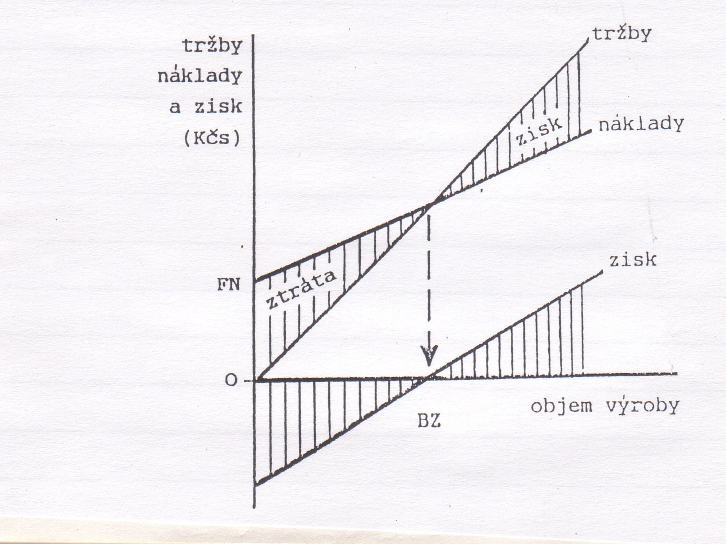 tržby
náklady
a zisk
(Kčs)
tržby
zisk
náklady
FN
ztráta
zisk
O
BZ
objem výroby